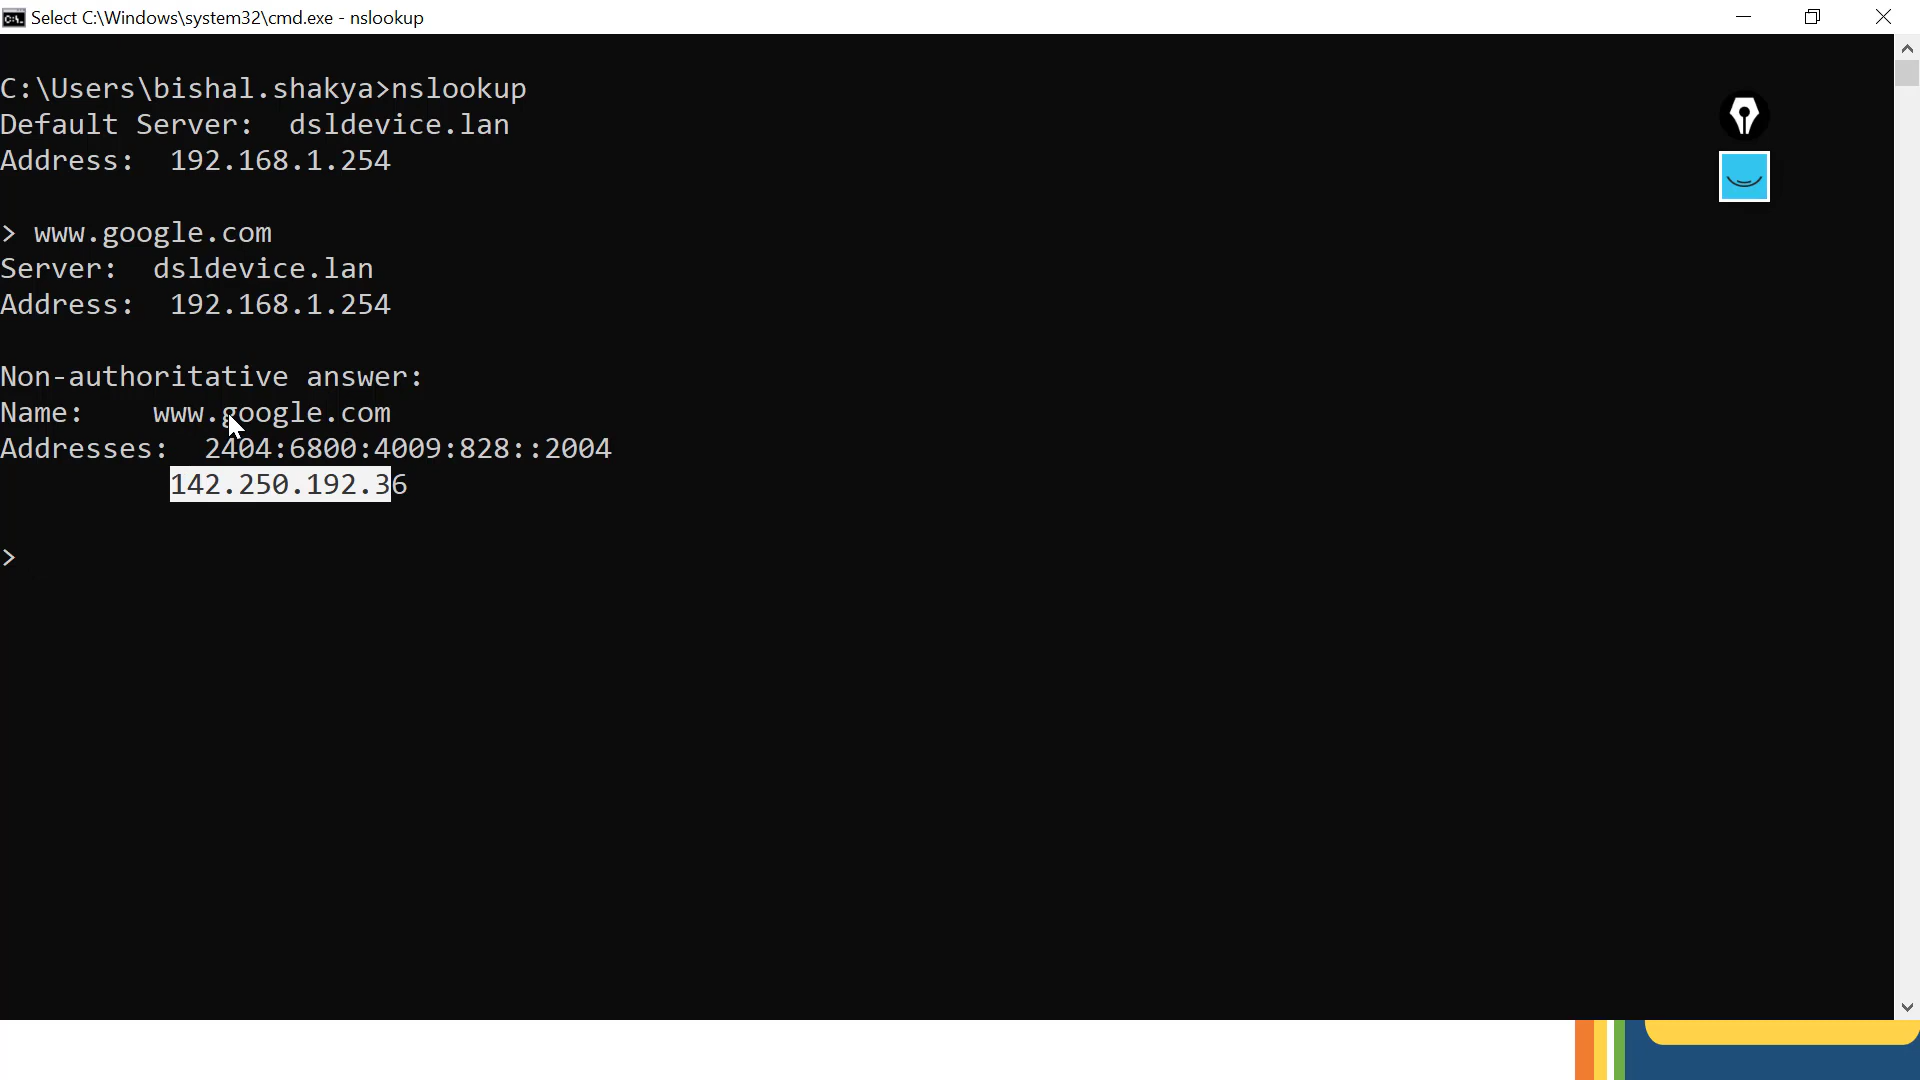 Select C:\Windows\system32\cmd.exe - nslookup
C:\Users\bishal.shakya>nslookup
Default Server:  dsldevice.lan
Address:  192.168.1.254
> www.google.com
Server:  dsldevice.lan
Address:  192.168.1.254
Non-authoritative answer:
Name:    www.google.com
Addresses:  2404:6800:4009:828::2004
142.250.192.36
>